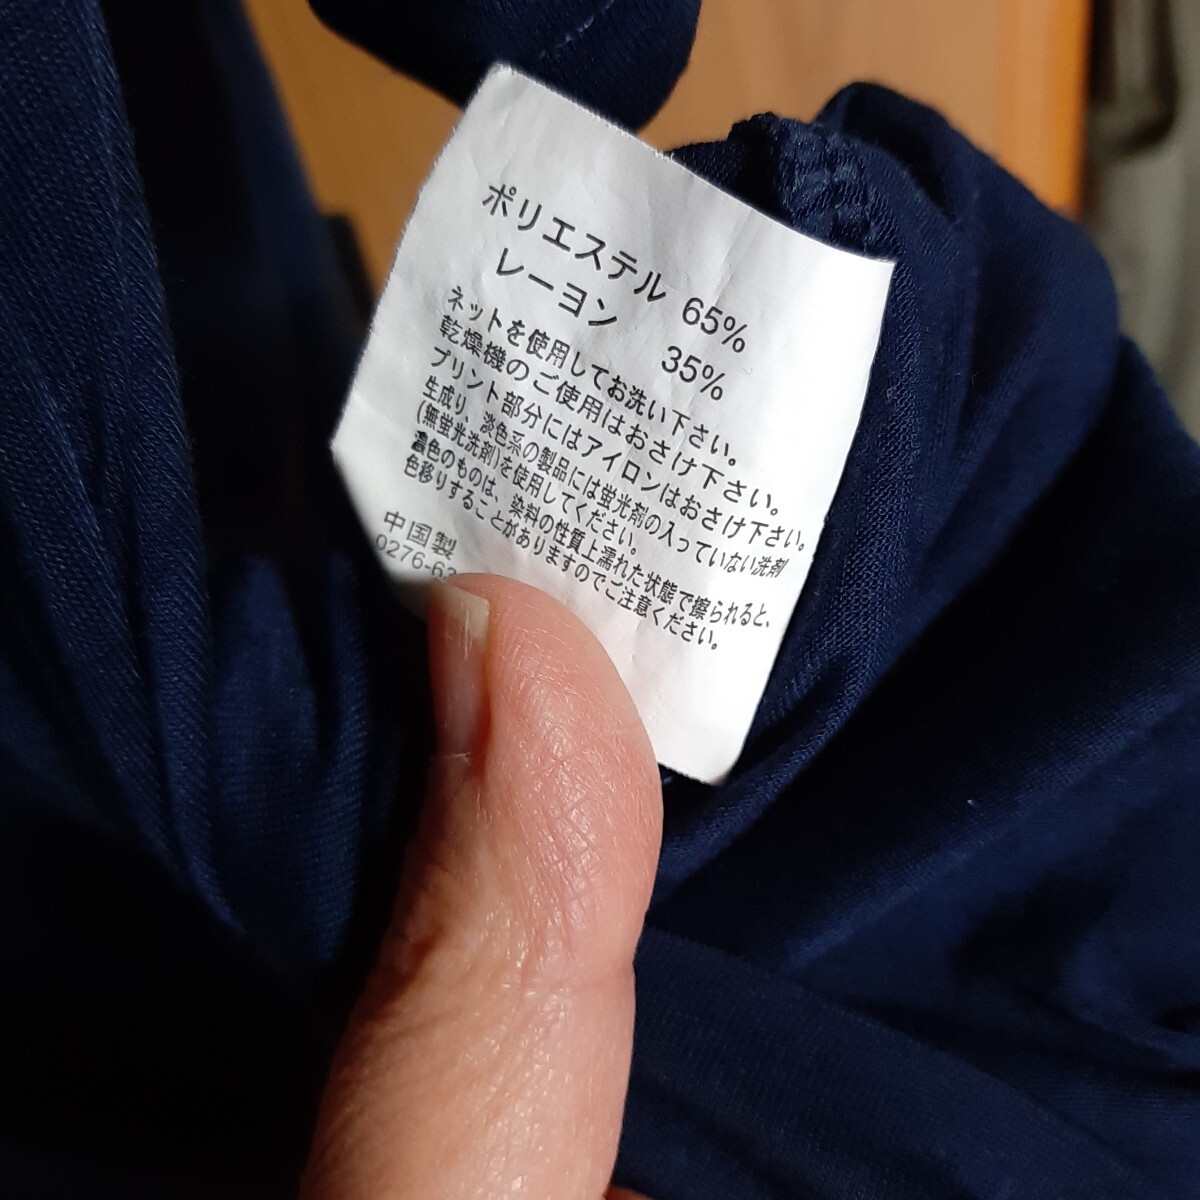 ポリエステル 65%
レーヨン 35%
ネットを使用してお洗い下さい。
乾燥機のご使用はおさけ下さい。
プリント部分にはアイロンはおさけ下さい。
生成り、淡色系の製品には蛍光剤の入っていない洗剤
(無蛍光洗剤)を使用してください。
濃色のものは、染料の性質上濡れた状態で擦られると、
色移りすることがありますのでご注意ください。
中国製
0276-63